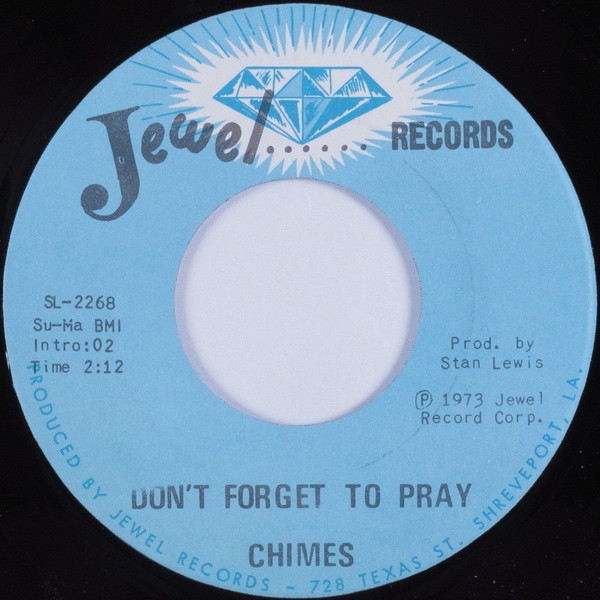 Jewel...... RECORDS
SL-2268
Su-Ma BMI
Intro:02
Time 2:12
Prod. by
Stan Lewis
Ⓟ 1973 Jewel
Record Corp.
DON'T FORGET TO PRAY
CHIMES
PRODUCED BY JEWEL RECORDS - 728 TEXAS ST. SHREVEPORT, LA.